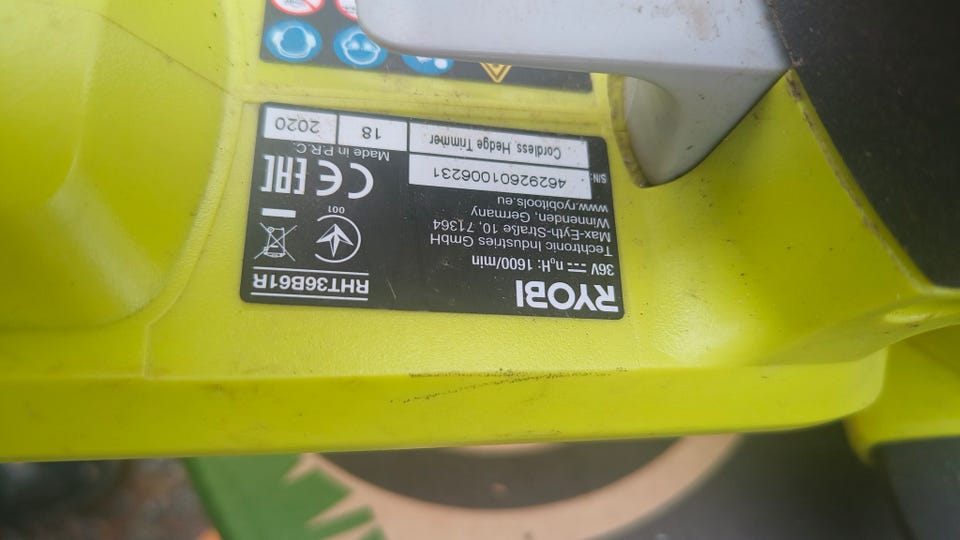 RYOBI
RHT36B61R
36V n₀H: 1600/min
Techtronic Industries GmbH
Max-Eyth-Straße 10, 71364
Winnenden, Germany
www.ryobitools.eu
001
S/N: 46292601006231
CE EAC
Made in P.R.C.
Cordless Hedge Trimmer
18
2020